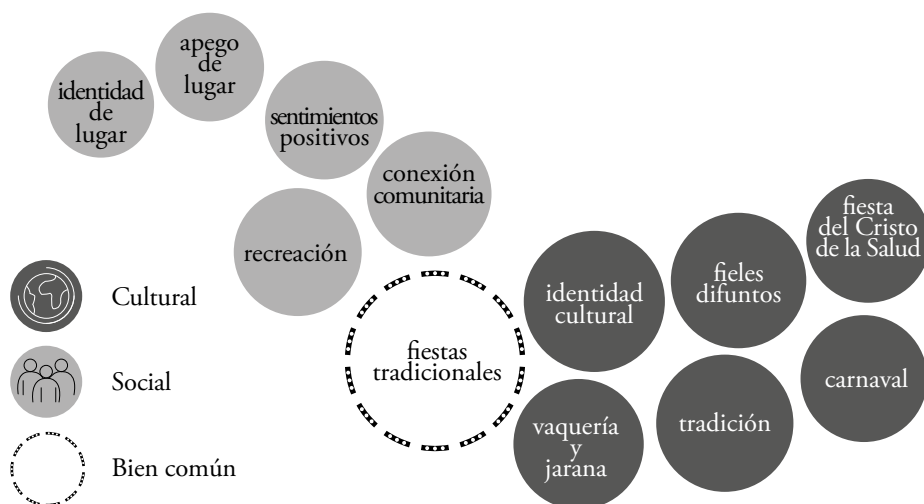 apego
de
lugar
identidad
de
lugar
sentimientos
positivos
conexión
comunitaria
recreación
fiesta
del Cristo
de la Salud
fieles
difuntos
identidad
cultural
Cultural
fiestas
tradicionales
Social
carnaval
tradición
vaquería
y
jarana
Bien común